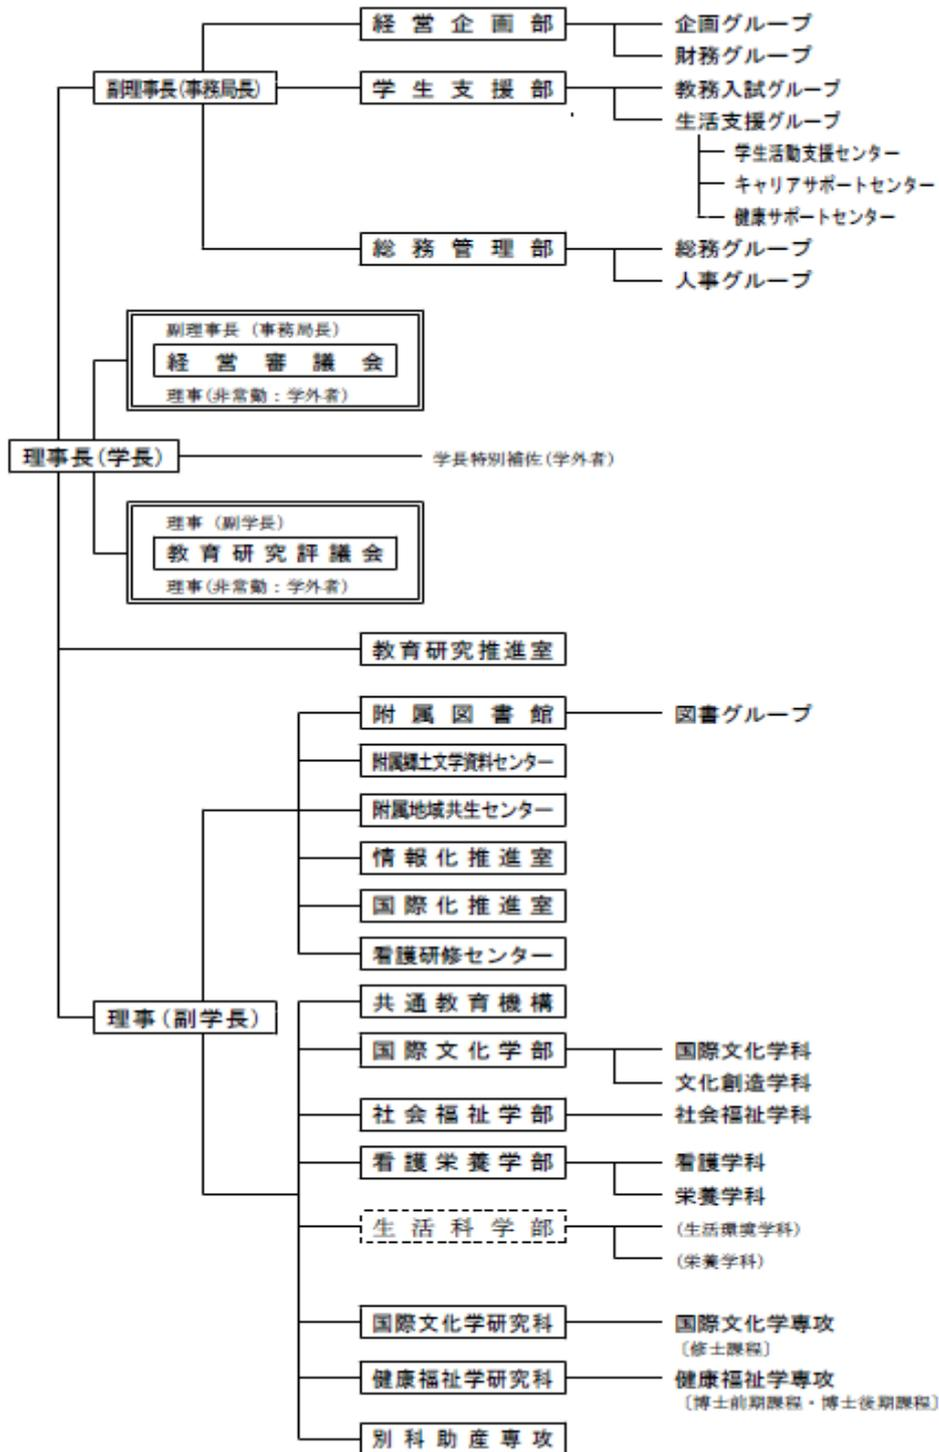 経営企画部
企画グループ
財務グループ
副理事長(事務局長)
学生支援部
教務入試グループ
生活支援グループ
学生活動支援センター
キャリアサポートセンター
健康サポートセンター
総務管理部
総務グループ
人事グループ
副理事長(事務局長)
経営審議会
理事(非常勤:学外者)
理事長(学長)
学長特別補佐(学外者)
理事(副学長)
教育研究評議会
理事(非常勤:学外者)
教育研究推進室
附属図書館
図書グループ
附属郷土文学資料センター
附属地域共生センター
情報化推進室
国際化推進室
看護研修センター
理事(副学長)
共通教育機構
国際文化学部
国際文化学科
文化創造学科
社会福祉学部
社会福祉学科
看護栄養学部
看護学科
栄養学科
生活科学部
(生活環境学科)
(栄養学科)
国際文化学研究科
国際文化学専攻
〔修士課程〕
健康福祉学研究科
健康福祉学専攻
〔博士前期課程・博士後期課程〕
別科助産専攻